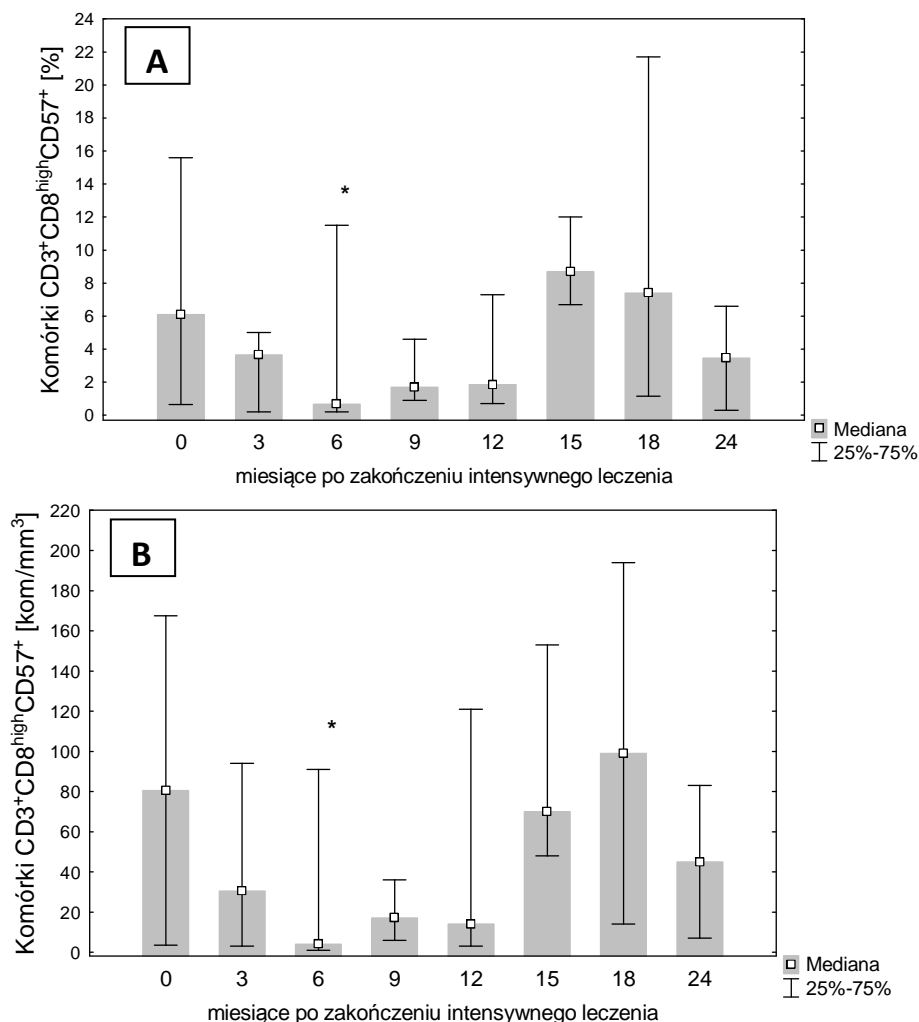 A
Komórki CD3⁺CD8ʰⁱᵍʰCD57⁺ [%]
24
22
20
18
16
14
12
10
8
6
4
2
0
*
0 3 6 9 12 15 18 24
miesiące po zakończeniu intensywnego leczenia
Mediana
25%-75%
B
Komórki CD3⁺CD8ʰⁱᵍʰCD57⁺ [kom/mm³]
220
200
180
160
140
120
100
80
60
40
20
0
*
0 3 6 9 12 15 18 24
miesiące po zakończeniu intensywnego leczenia
Mediana
25%-75%